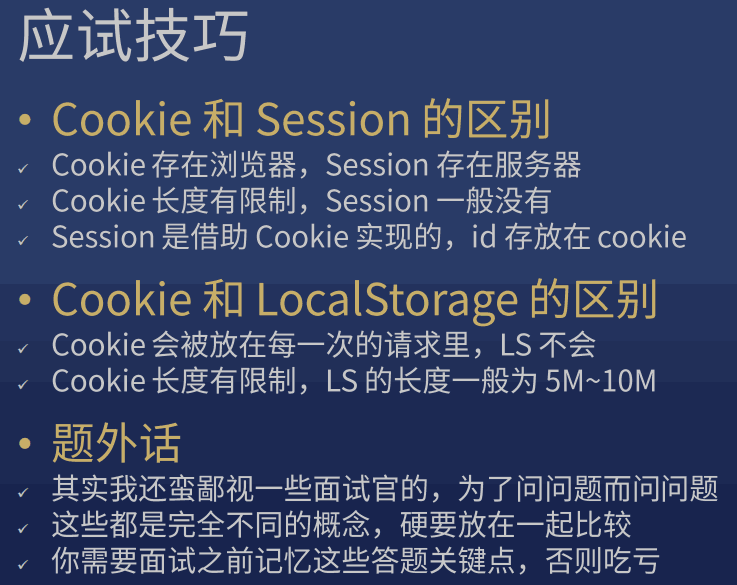 应试技巧
• Cookie 和 Session 的区别
✓ Cookie 存在浏览器，Session 存在服务器
✓ Cookie 长度有限制，Session 一般没有
✓ Session 是借助 Cookie 实现的，id 存放在 cookie
• Cookie 和 LocalStorage 的区别
✓ Cookie 会被放在每一次的请求里，LS 不会
✓ Cookie 长度有限制，LS 的长度一般为 5M~10M
• 题外话
✓ 其实我还蛮鄙视一些面试官的，为了问问题而问问题
✓ 这些都是完全不同的概念，硬要放在一起比较
✓ 你需要面试之前记忆这些答题关键点，否则吃亏